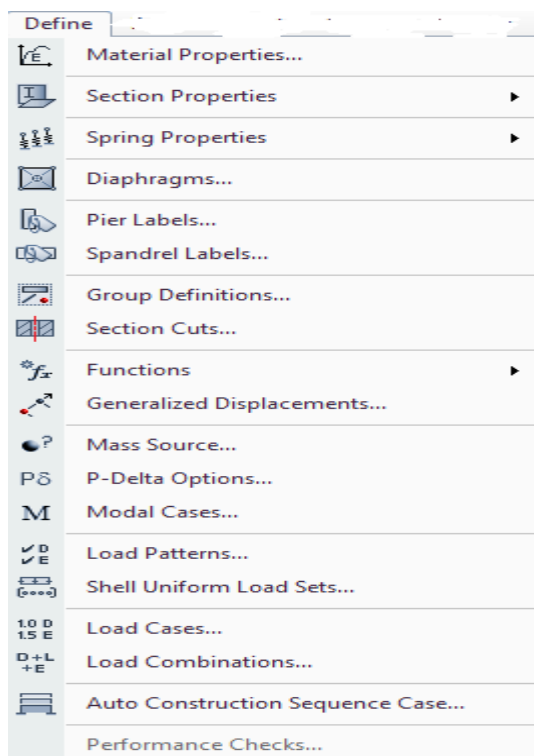 Define
E
Material Properties...
I
Section Properties
Spring Properties
Diaphragms...
Pier Labels...
Spandrel Labels...
Group Definitions...
Section Cuts...
fx
Functions
Generalized Displacements...
?
Mass Source...
Pδ
P-Delta Options...
M
Modal Cases...
D
E
Load Patterns...
Shell Uniform Load Sets...
1.0 D
1.5 E
Load Cases...
D+L
+E
Load Combinations...
Auto Construction Sequence Case...
Performance Checks...